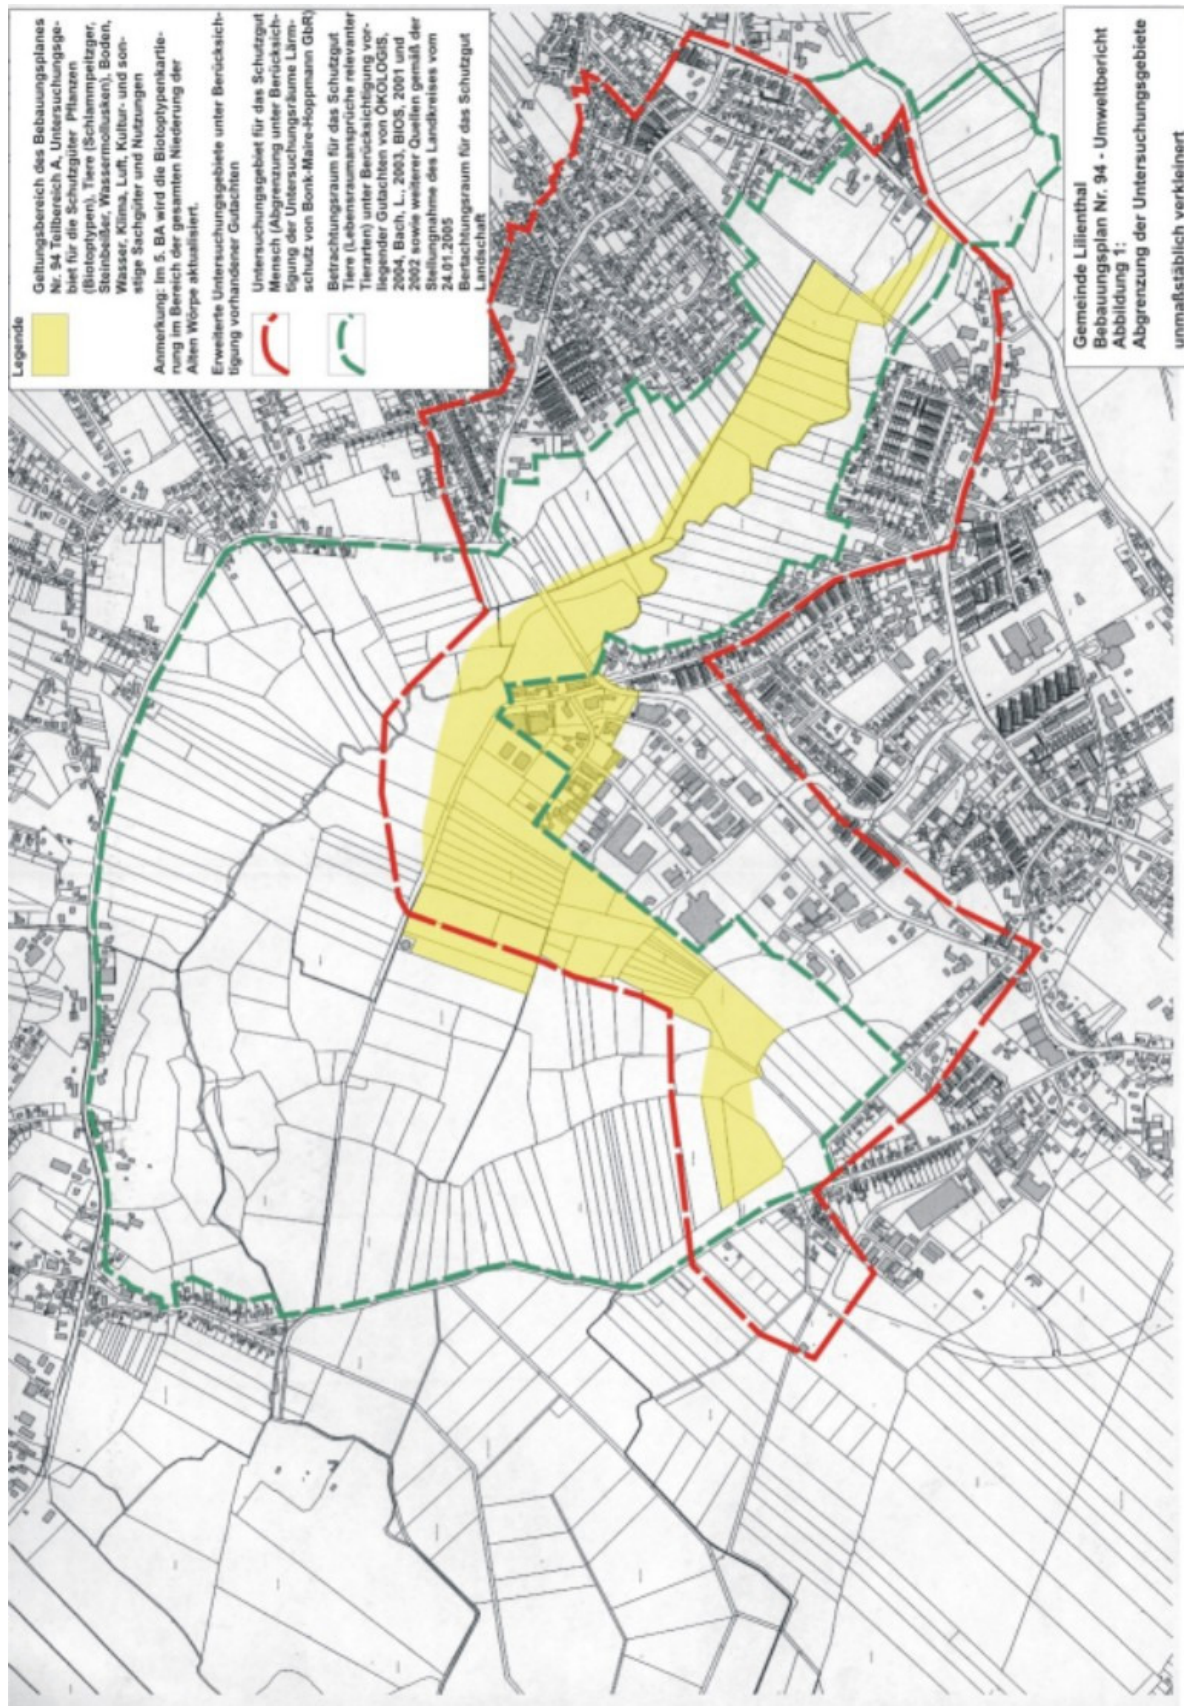 Legende
Geltungsbereich des Bebauungsplanes
Nr. 94 Teilbereich A, Untersuchungsge-
biet für die Schutzgüter Pflanzen
(Biotoptypen), Tiere (Schlammpeitzger,
Steinbeißer, Wassermollusken), Boden,
Wasser, Klima, Luft, Kultur- und son-
stige Sachgüter und Nutzungen
Anmerkung: Im 5. BA wird die Biotoptypenkartie-
rung im Bereich der gesamten Niederung der
Alten Wörpe aktualisiert.
Erweiterte Untersuchungsgebiete unter Berücksich-
tigung vorhandener Gutachten
Untersuchungsgebiet für das Schutzgut
Mensch (Abgrenzung unter Berücksich-
tigung der Untersuchungsräume Lärm-
schutz von Bonk-Maire-Hoppmann GbR)
Betrachtungsraum für das Schutzgut
Tiere (Lebensraumansprüche relevanter
Tierarten) unter Berücksichtigung vor-
liegender Gutachten von ÖKOLOGIS,
2004, Bach, L., 2003, BIOS, 2001 und
2002 sowie weiterer Quellen gemäß der
Stellungnahme des Landkreises vom
24.01.2005
Bertachtungsraum für das Schutzgut
Landschaft
Gemeinde Lilienthal
Bebauungsplan Nr. 94 - Umweltbericht
Abbildung 1:
Abgrenzung der Untersuchungsgebiete
unmaßstäblich verkleinert